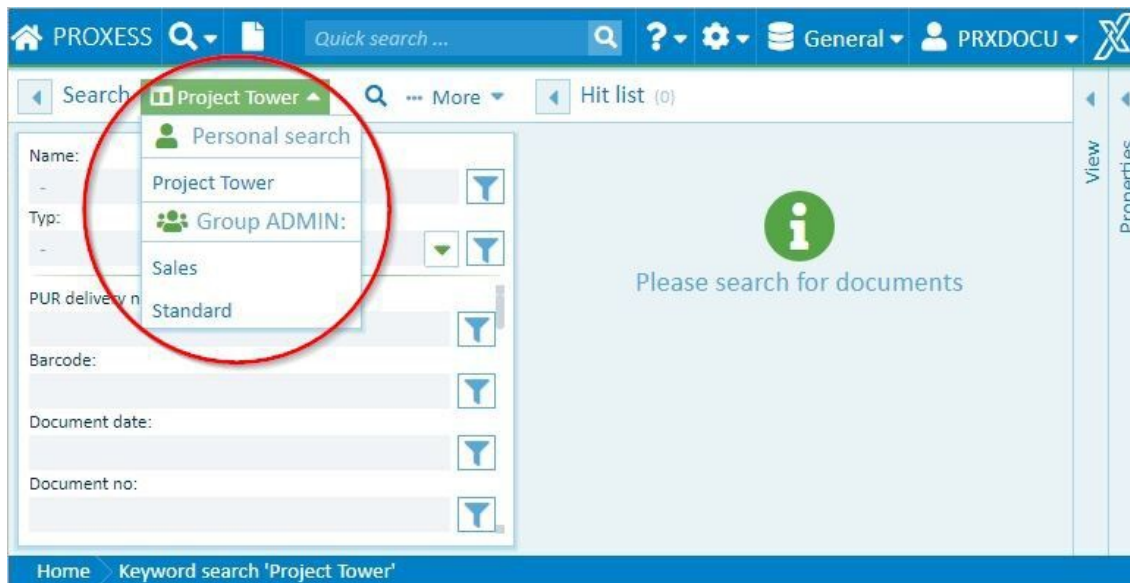 PROXESS Quick search ... ? General PRXDOCU
Search Project Tower ... More Hit list (0)
Personal search
Name:
-
Project Tower
Typ:
Group ADMIN:
-
Sales
PUR delivery n
Standard
Please search for documents
Barcode:
Document date:
Document no:
View
Properties
Home Keyword search 'Project Tower'